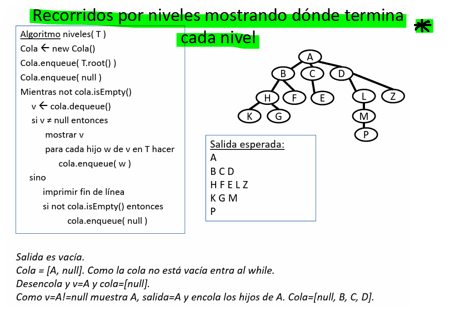 Recorridos por niveles mostrando dónde termina
cada nivel
*
Algoritmo niveles( T )
Cola ← new Cola()
Cola.enqueue( T.root() )
Cola.enqueue( null )
Mientras not cola.isEmpty()
v ← cola.dequeue()
si v ≠ null entonces
mostrar v
para cada hijo w de v en T hacer
cola.enqueue( w )
sino
imprimir fin de línea
si not cola.isEmpty() entonces
cola.enqueue( null )
A
B C D
H F E L Z
K G M
P
Salida esperada:
A
B C D
H F E L Z
K G M
P
Salida es vacía.
Cola = [A, null]. Como la cola no está vacía entra al while.
Desencola y v=A y cola=[null].
Como v=A!=null muestra A, salida=A y encola los hijos de A. Cola=[null, B, C, D].